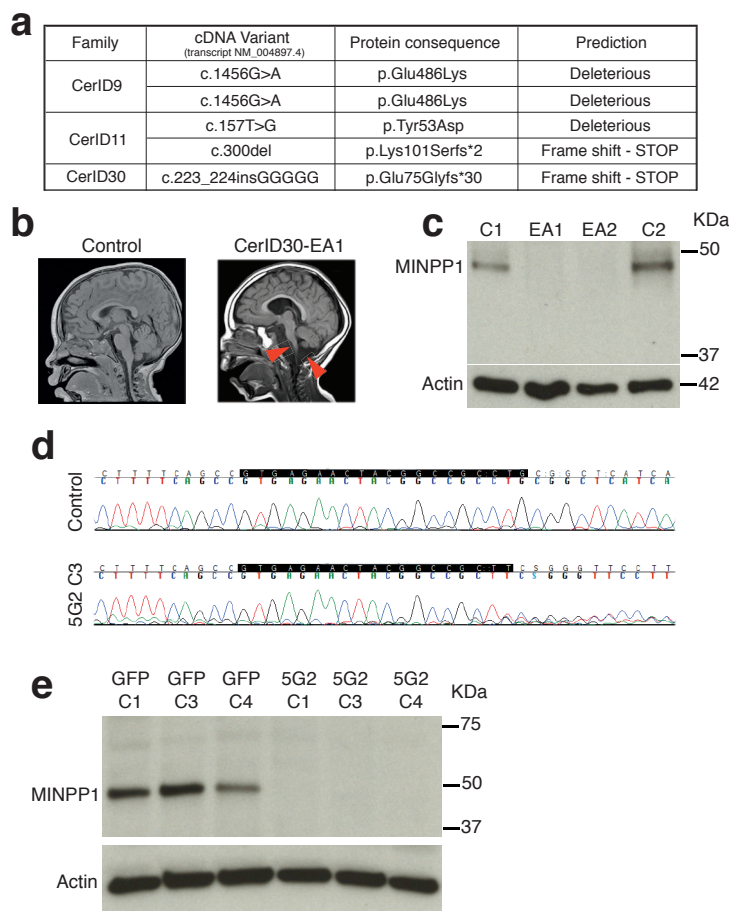 a
Family cDNA Variant (transcript NM_004897.4) Protein consequence Prediction
CerID9 c.1456G>A p.Glu486Lys Deleterious
c.1456G>A p.Glu486Lys Deleterious
CerID11 c.157T>G p.Tyr53Asp Deleterious
c.300del p.Lys101Serfs*2 Frame shift - STOP
CerID30 c.223_224insGGGGG p.Glu75Glyfs*30 Frame shift - STOP
b
Control CerID30-EA1
c
C1 EA1 EA2 C2 KDa
MINPP1
50
37
Actin 42
d
Control
C T T T T C A G C C G T G A G A A C T A C G G C C G C C T G C G G C T C A T C A
C T T T T C A G C C G T G A G A A C T A C G G C C G C C T G C G G C T C A T C A
5G2 C3
C T T T T C A G C C G T G A G A A C T A C G G C C G C T T C S G G G T T C C T T
C T T T T C A G C C G T G A G A A C T A C G G C C G C T T C S G G G T T C C T T
e
GFP C1 GFP C3 GFP C4 5G2 C1 5G2 C3 5G2 C4 KDa
75
MINPP1
50
37
Actin